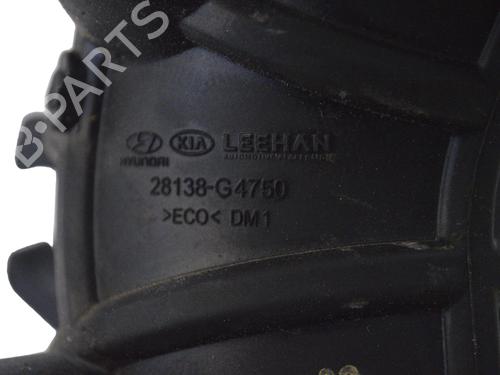 B-PARTS
HYUNDAI KIA LEEHAN
28138-G4750
>ECO< DM1